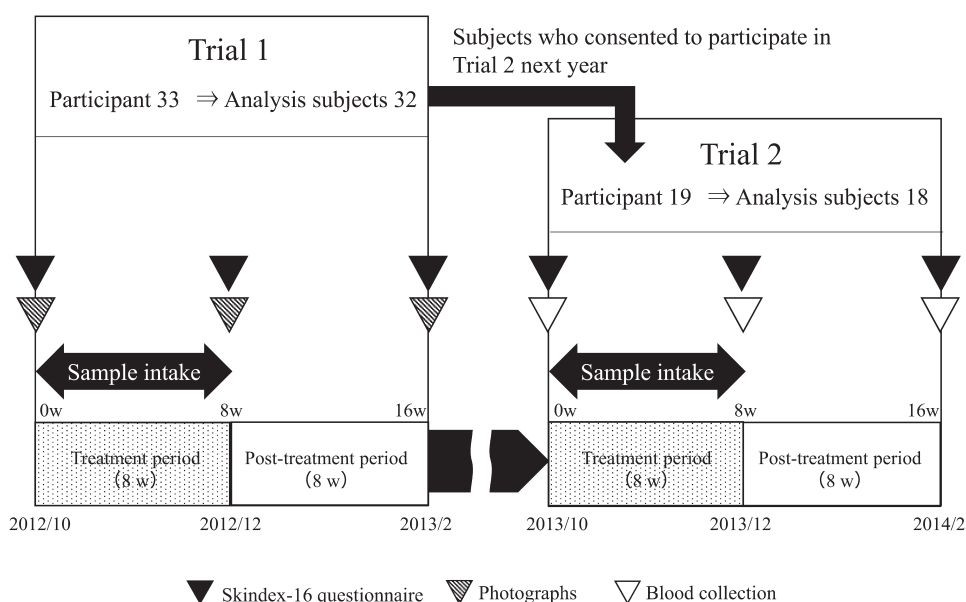 Trial 1
Participant 33 ⇒ Analysis subjects 32
Subjects who consented to participate in
Trial 2 next year
Trial 2
Participant 19 ⇒ Analysis subjects 18
Sample intake
0w 8w 16w
Treatment period
(8 w)
Post-treatment period
(8 w)
2012/10 2012/12 2013/2
Sample intake
0w 8w 16w
Treatment period
(8 w)
Post-treatment period
(8 w)
2013/10 2013/12 2014/2
Skindex-16 questionnaire Photographs Blood collection